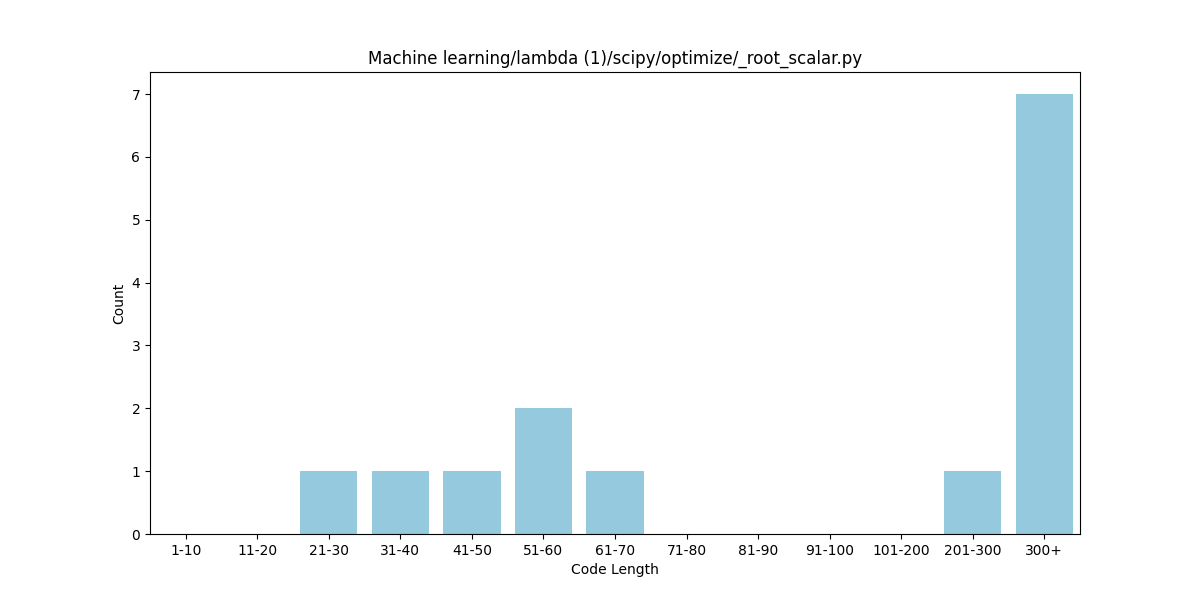 Machine learning/lambda (1)/scipy/optimize/_root_scalar.py
7
6
5
4
3
2
1
0
Count
1-10 11-20 21-30 31-40 41-50 51-60 61-70 71-80 81-90 91-100 101-200 201-300 300+
Code Length